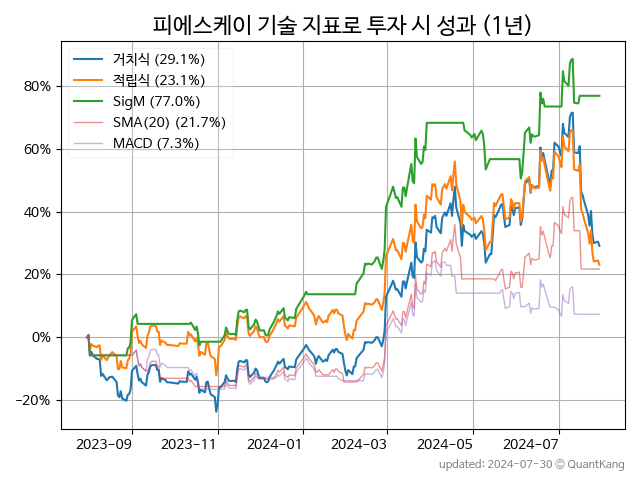 피에스케이 기술 지표로 투자 시 성과 (1년)
거치식 (29.1%)
적립식 (23.1%)
SigM (77.0%)
SMA(20) (21.7%)
MACD (7.3%)
80%
60%
40%
20%
0%
−20%
2023-09 2023-11 2024-01 2024-03 2024-05 2024-07
updated: 2024-07-30 © QuantKang